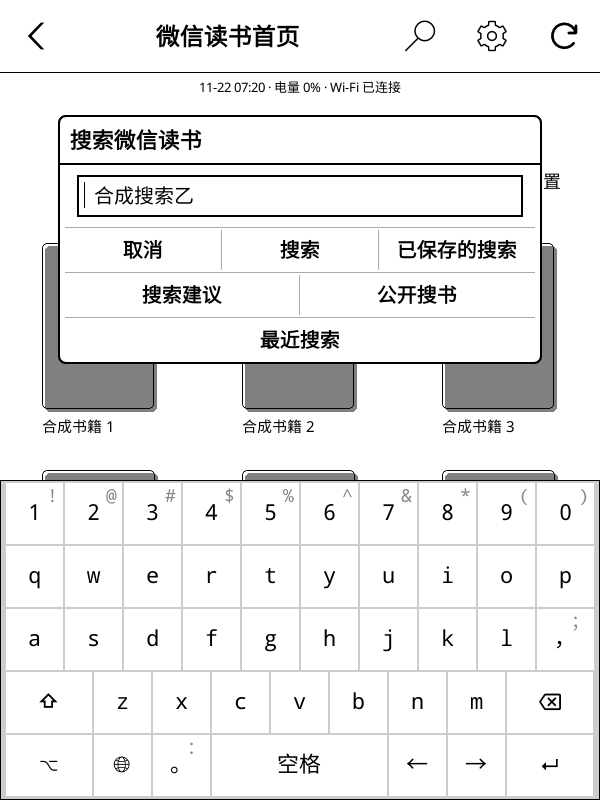 微信读书首页
11-22 07:20 · 电量 0% · Wi-Fi 已连接
搜索微信读书
置
合成搜索乙
取消 搜索 已保存的搜索
搜索建议 公开搜书
最近搜索
合成书籍 1 合成书籍 2 合成书籍 3
! @ # $ % ^ & * ( )
1 2 3 4 5 6 7 8 9 0
q w e r t y u i o p
a s d f g h j k l , ;
z x c v b n m
。 : 空格 ← →